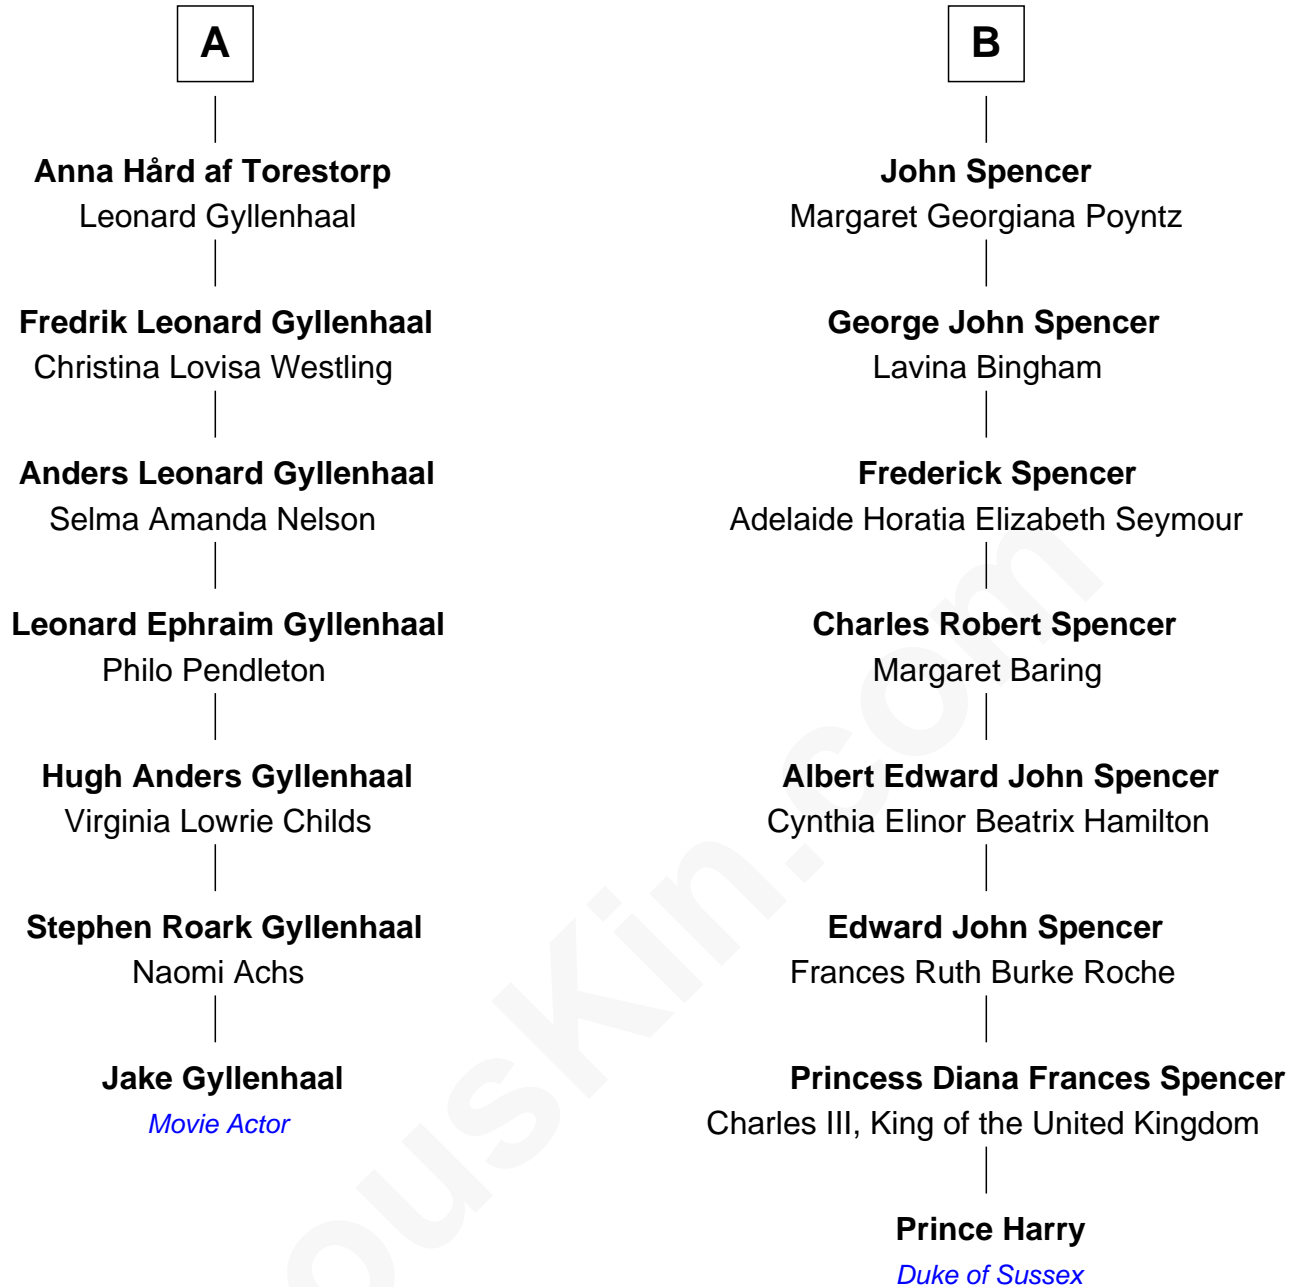 A
Anna Hård af Torestorp
Leonard Gyllenhaal
Fredrik Leonard Gyllenhaal
Christina Lovisa Westling
Anders Leonard Gyllenhaal
Selma Amanda Nelson
Leonard Ephraim Gyllenhaal
Philo Pendleton
Hugh Anders Gyllenhaal
Virginia Lowrie Childs
Stephen Roark Gyllenhaal
Naomi Achs
Jake Gyllenhaal
Movie Actor
B
John Spencer
Margaret Georgiana Poyntz
George John Spencer
Lavina Bingham
Frederick Spencer
Adelaide Horatia Elizabeth Seymour
Charles Robert Spencer
Margaret Baring
Albert Edward John Spencer
Cynthia Elinor Beatrix Hamilton
Edward John Spencer
Frances Ruth Burke Roche
Princess Diana Frances Spencer
Charles III, King of the United Kingdom
Prince Harry
Duke of Sussex
ousKin.com